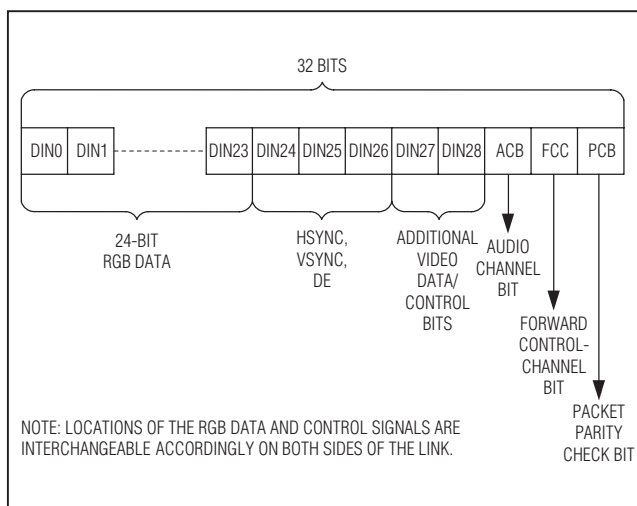 32 BITS
DIN0 DIN1 DIN23 DIN24 DIN25 DIN26 DIN27 DIN28 ACB FCC PCB
24-BIT
RGB DATA
HSYNC,
VSYNC,
DE
ADDITIONAL
VIDEO
DATA/
CONTROL
BITS
AUDIO
CHANNEL
BIT
FORWARD
CONTROL-
CHANNEL
BIT
PACKET
PARITY
CHECK BIT
NOTE: LOCATIONS OF THE RGB DATA AND CONTROL SIGNALS ARE
INTERCHANGEABLE ACCORDINGLY ON BOTH SIDES OF THE LINK.